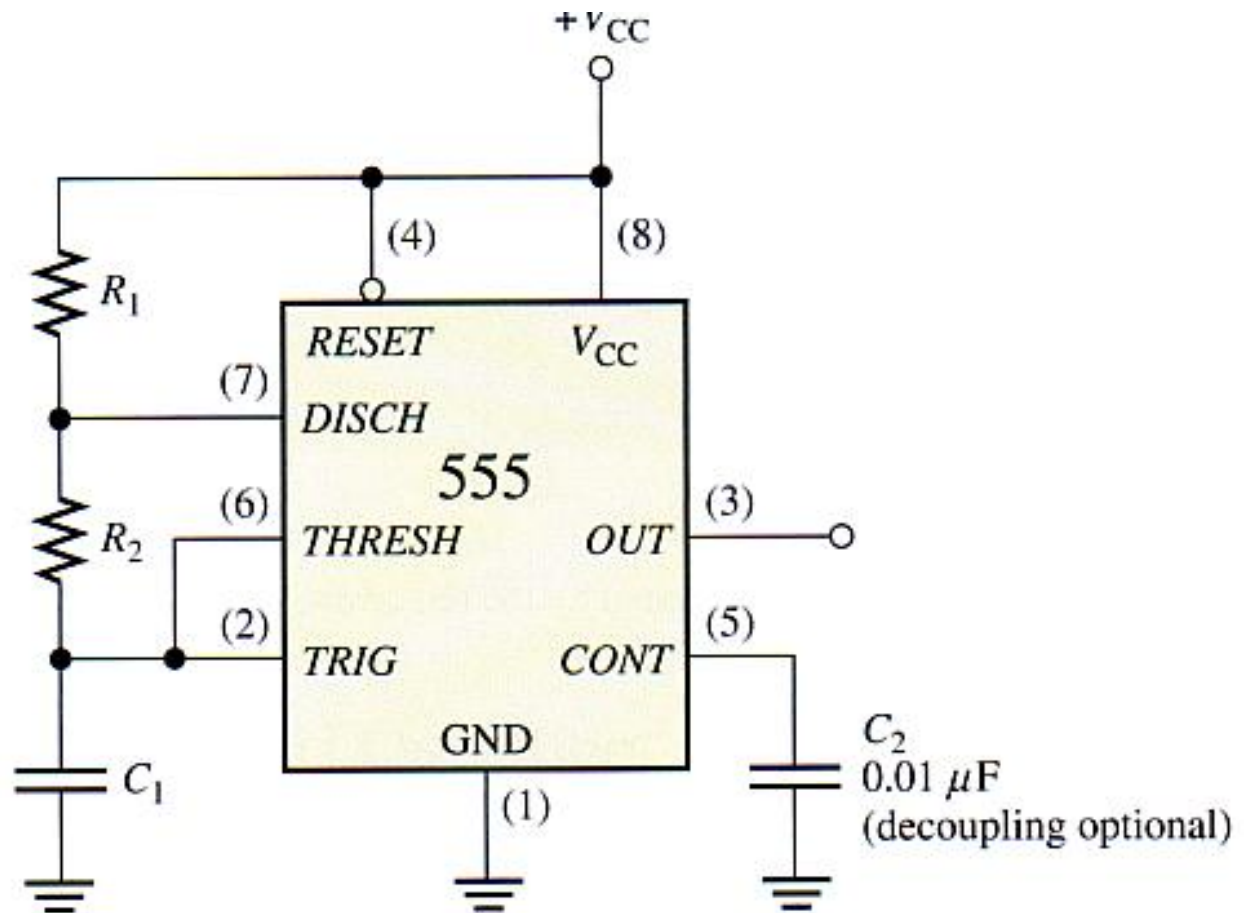 +VCC
(4)
(8)
R1
RESET
VCC
(7)
DISCH
555
(6)
(3)
R2
THRESH
OUT
(2)
(5)
TRIG
CONT
GND
C2
C1
0.01 μF
(1)
(decoupling optional)